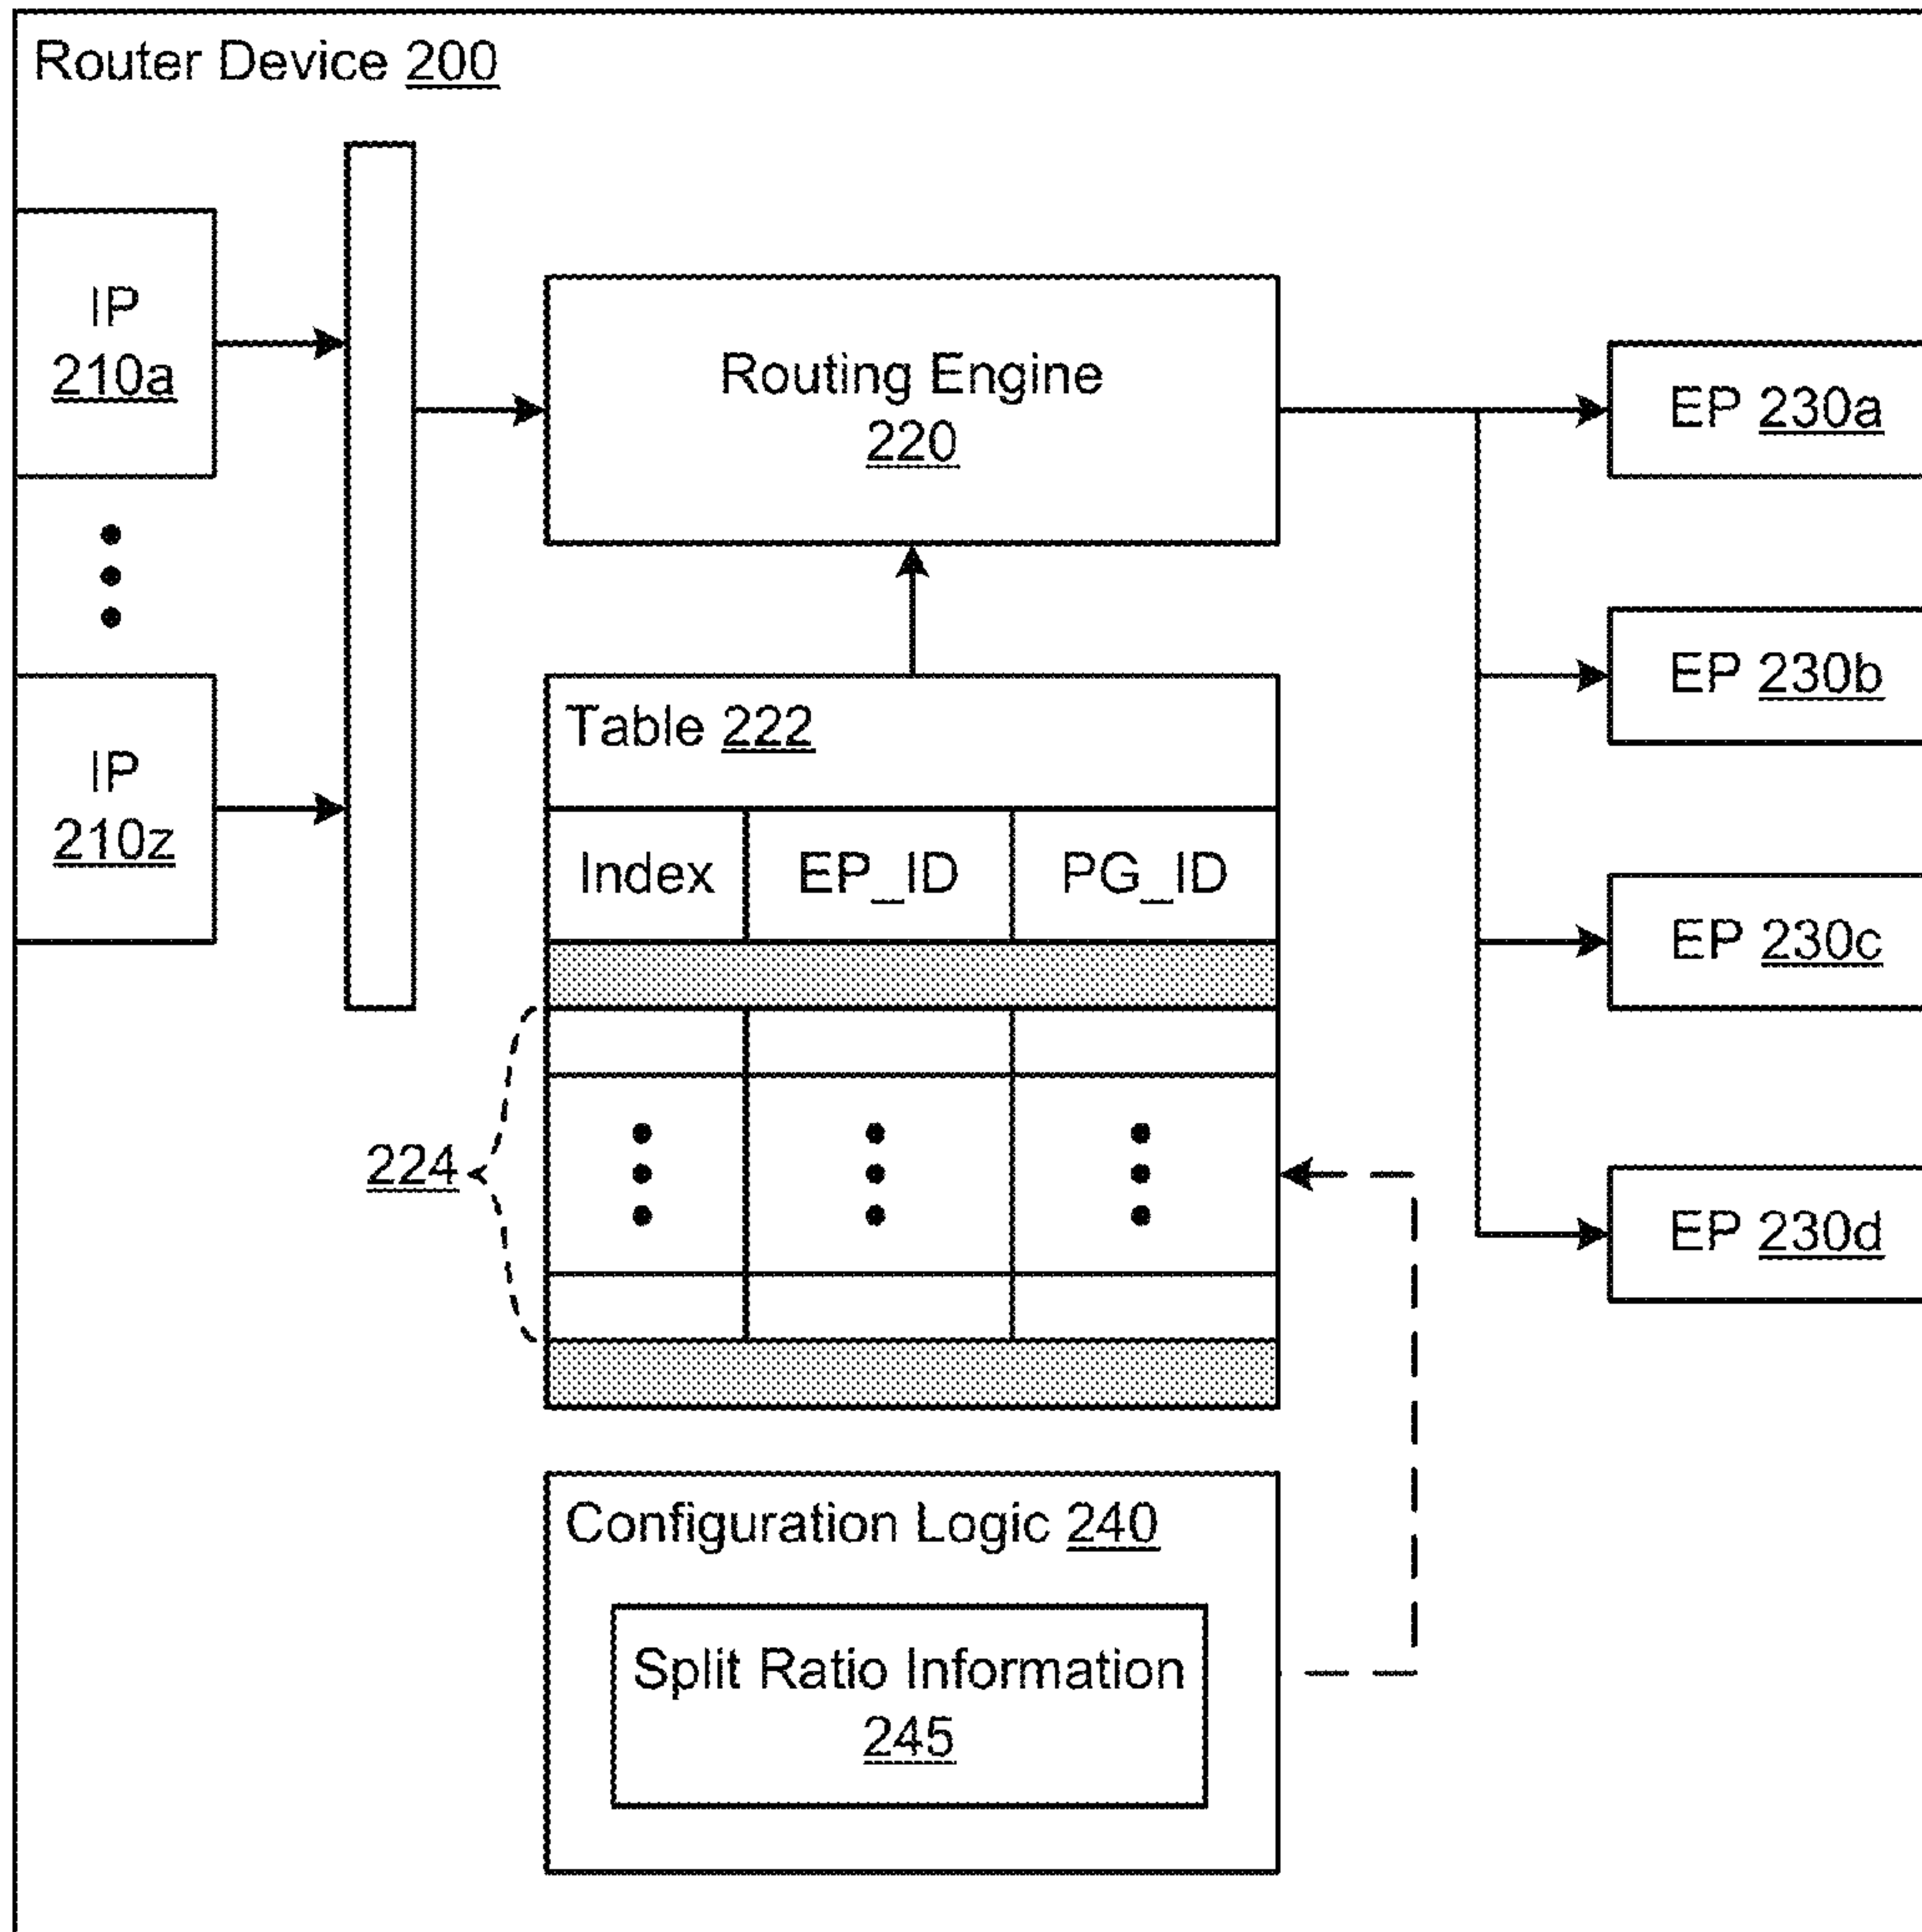 Router Device 200
IP
210a
IP
210z
Routing Engine
220
Table 222
Index EP_ID PG_ID
224
Configuration Logic 240
Split Ratio Information
245
EP 230a
EP 230b
EP 230c
EP 230d